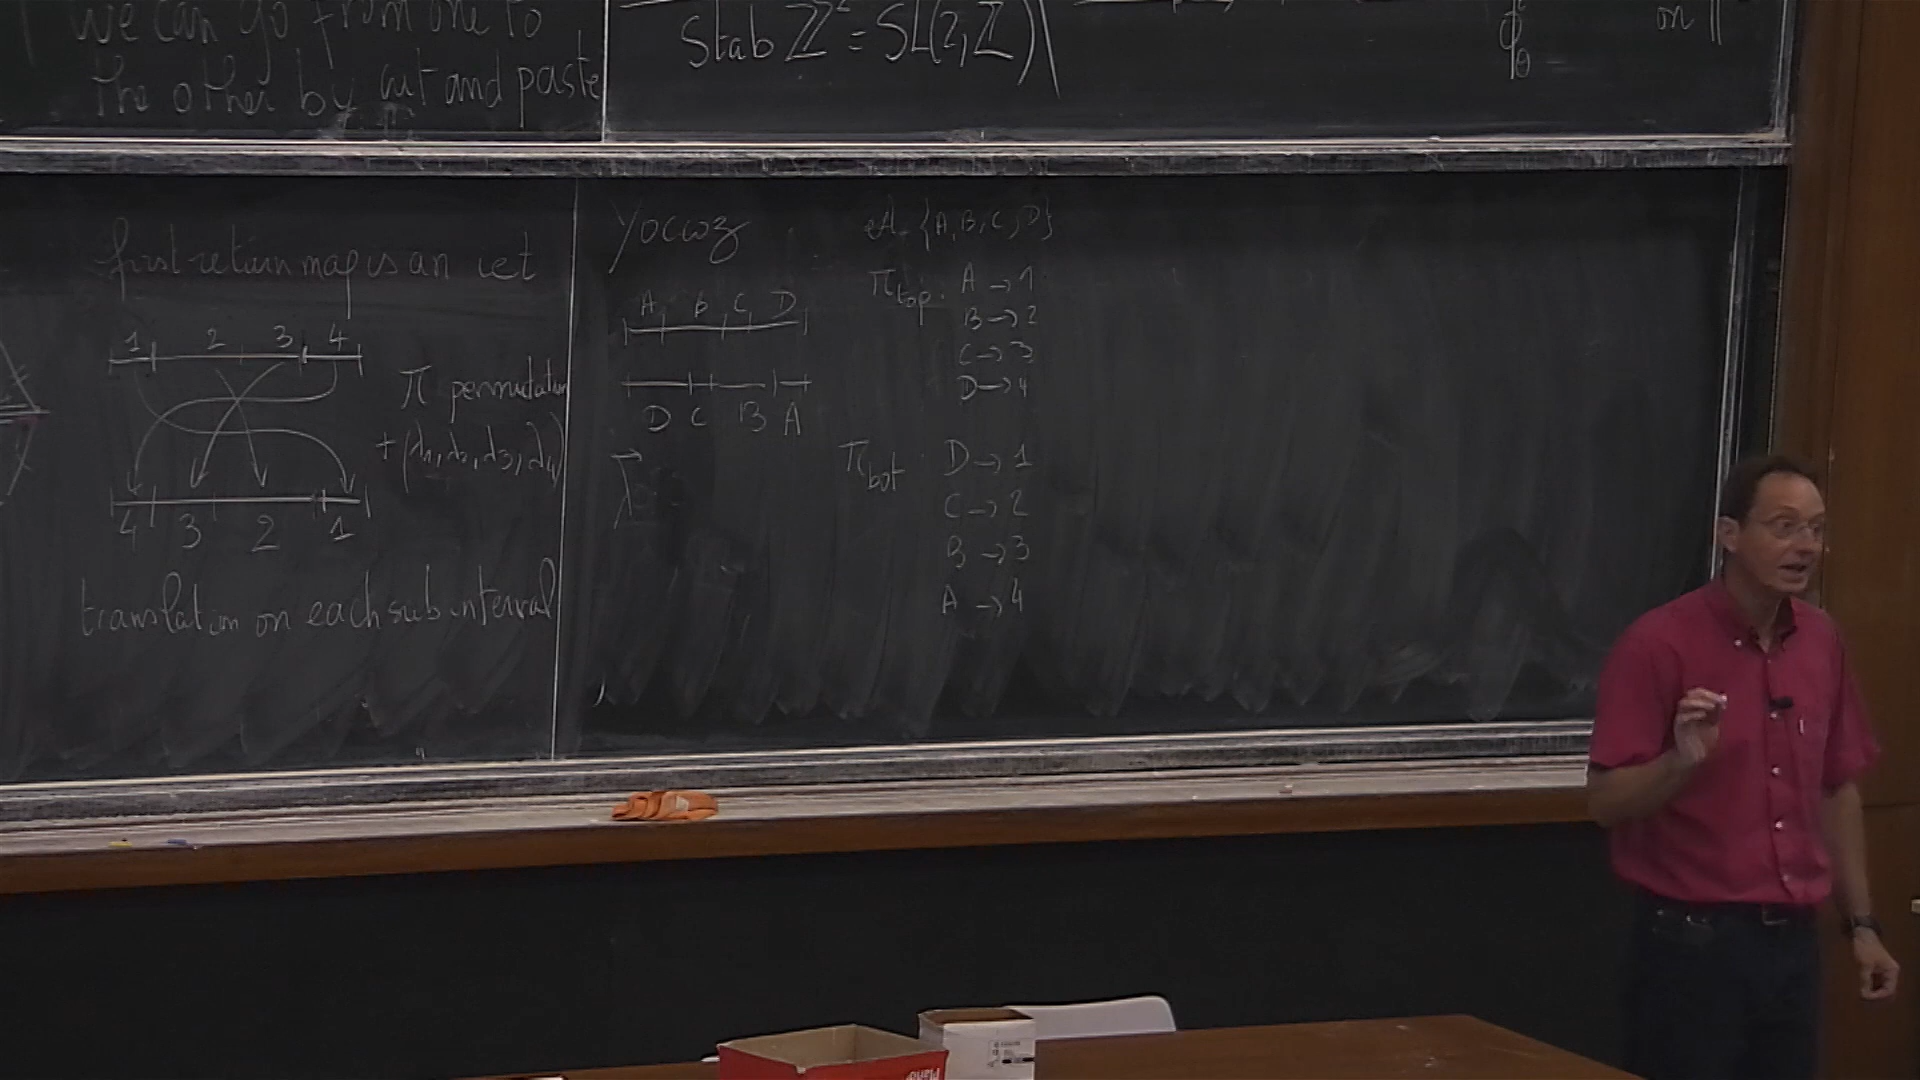 we can go from one to
the other by cut and paste
Stab ℤ² = SL(2,ℤ)
ϕ_θ
on
first return map is an iet
1 2 3 4
π permutation
+ (λ1, λ2, λ3, λ4)
4 3 2 1
translation on each subinterval
Yoccoz
A B C D
D C B A
λ⃗
𝒜 = {A, B, C, D}
π_top : A → 1
B → 2
C → 3
D → 4
π_bot : D → 1
C → 2
B → 3
A → 4